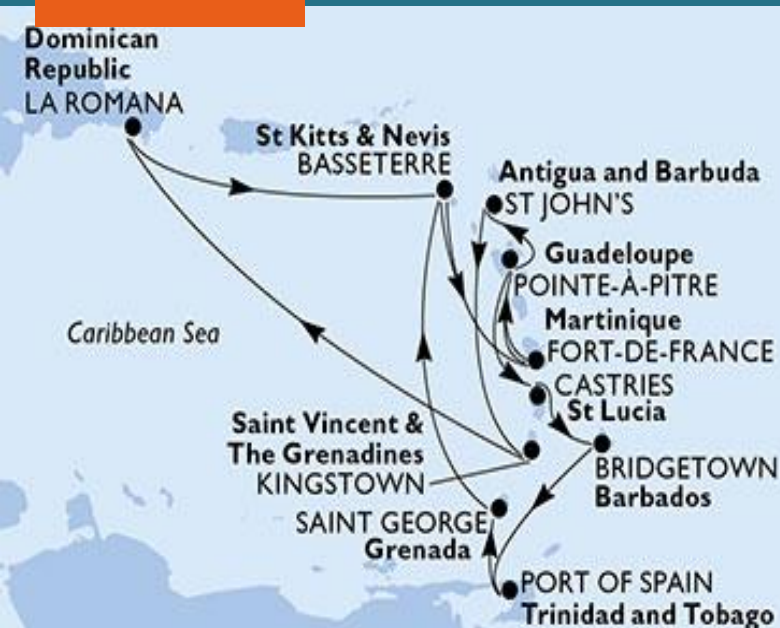 Dominican
Republic
LA ROMANA
St Kitts & Nevis
BASSETERRE
Antigua and Barbuda
ST JOHN'S
Guadeloupe
POINTE-À-PITRE
Martinique
FORT-DE-FRANCE
Caribbean Sea
CASTRIES
St Lucia
Saint Vincent &
The Grenadines
KINGSTOWN
BRIDGETOWN
Barbados
SAINT GEORGE
Grenada
PORT OF SPAIN
Trinidad and Tobago